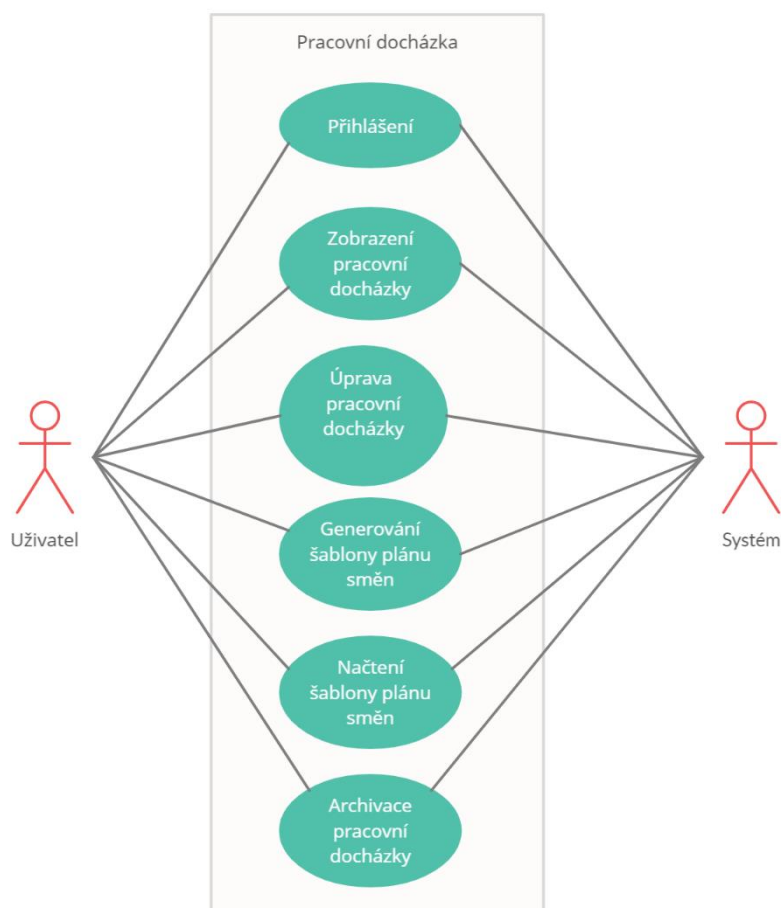 Pracovní docházka
Přihlášení
Zobrazení
pracovní
docházky
Úprava
pracovní
docházky
Generování
šablony plánu
směn
Načtení
šablony plánu
směn
Archivace
pracovní
docházky
Uživatel
Systém